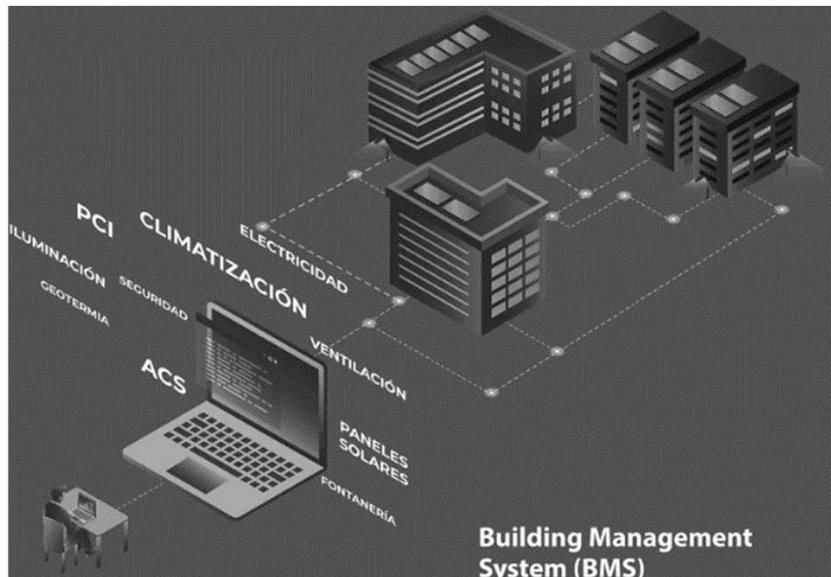 PCI
CLIMATIZACIÓN
ELECTRICIDAD
ILUMINACIÓN
GEOTERMIA
SEGURIDAD
VENTILACIÓN
ACS
PANELES
SOLARES
FONTANERÍA
Building Management
System (BMS)